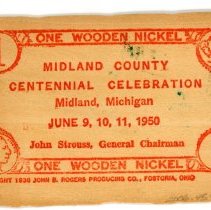 ONE WOODEN NICKEL
MIDLAND COUNTY
CENTENNIAL CELEBRATION
Midland, Michigan
JUNE 9, 10, 11, 1950
John Strouss, General Chairman
ONE WOODEN NICKEL
1938 JOHN B. ROGERS PRODUCING CO., FOSTORIA, OHIO